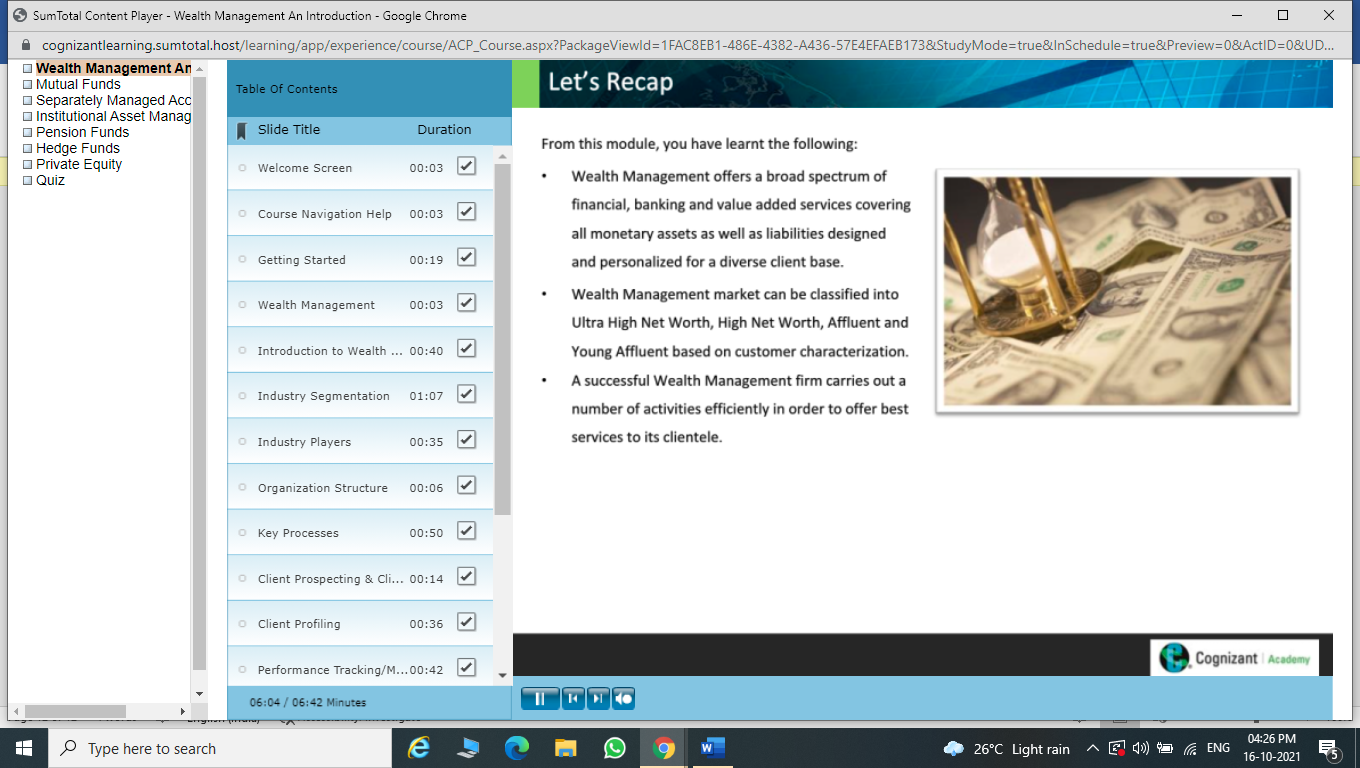 SumTotal Content Player - Wealth Management An Introduction - Google Chrome
cognizantlearning.sumtotal.host/learning/app/experience/course/ACP_Course.aspx?PackageViewId=1FAC8EB1-486E-4382-A436-57E4EFAEB173&StudyMode=true&InSchedule=true&Preview=0&ActID=0&UD...
Wealth Management An
Mutual Funds
Separately Managed Acc
Institutional Asset Manag
Pension Funds
Hedge Funds
Private Equity
Quiz
Table Of Contents
Slide Title Duration
Welcome Screen 00:03
Course Navigation Help 00:03
Getting Started 00:19
Wealth Management 00:03
Introduction to Wealth ... 00:40
Industry Segmentation 01:07
Industry Players 00:35
Organization Structure 00:06
Key Processes 00:50
Client Prospecting & Cli... 00:14
Client Profiling 00:36
Performance Tracking/M... 00:42
06:04 / 06:42 Minutes
Let's Recap
From this module, you have learnt the following:
• Wealth Management offers a broad spectrum of
financial, banking and value added services covering
all monetary assets as well as liabilities designed
and personalized for a diverse client base.
• Wealth Management market can be classified into
Ultra High Net Worth, High Net Worth, Affluent and
Young Affluent based on customer characterization.
• A successful Wealth Management firm carries out a
number of activities efficiently in order to offer best
services to its clientele.
Cognizant | Academy
Type here to search
26°C Light rain
ENG
04:26 PM
16-10-2021
5